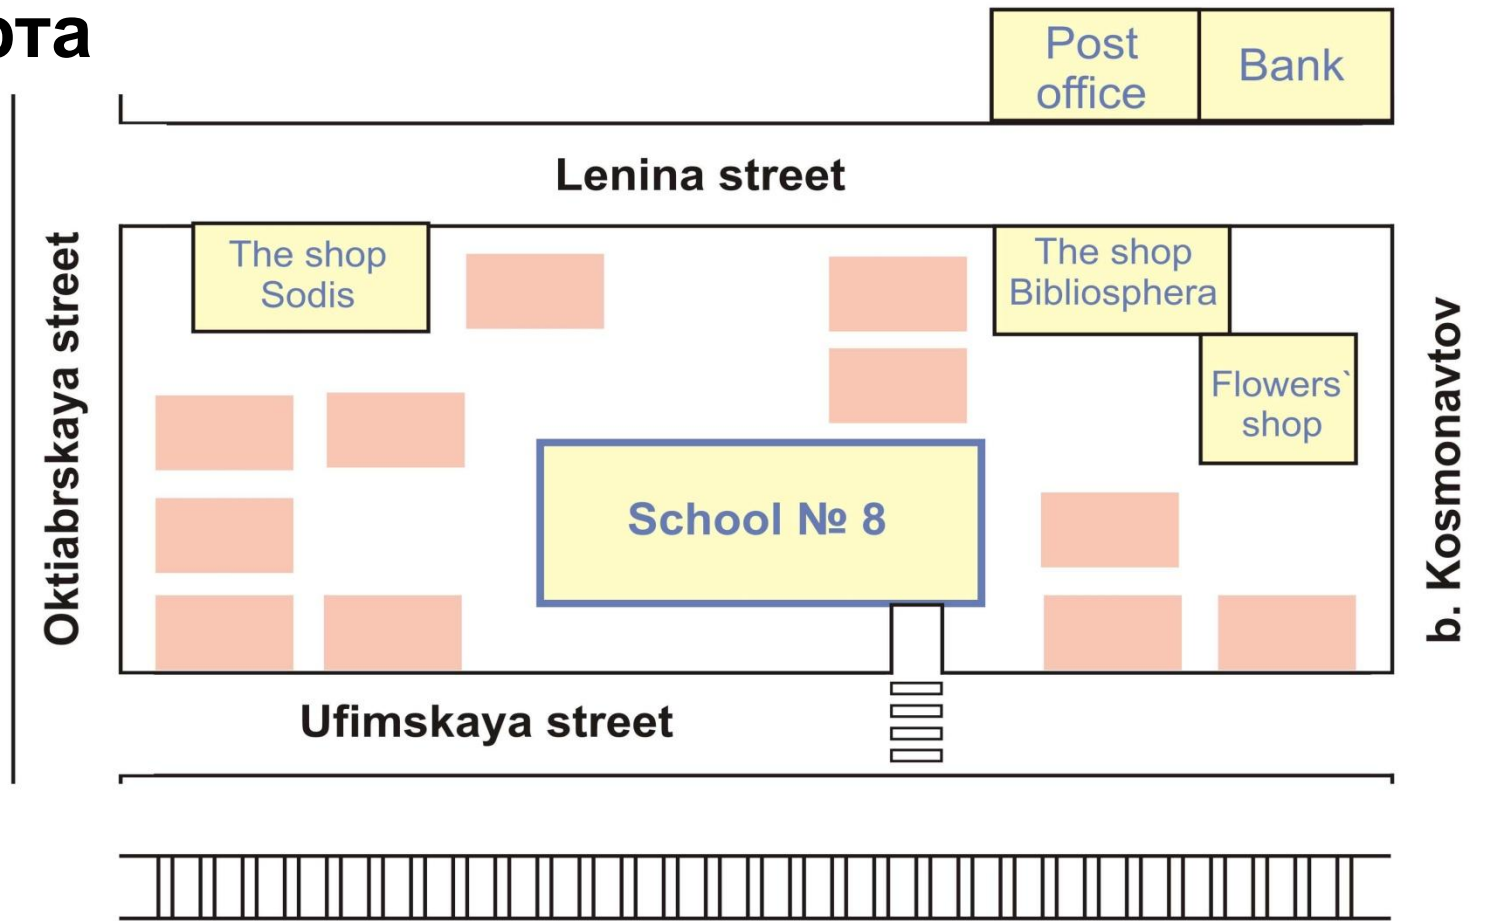 Post
office
Bank
Lenina street
The shop
Sodis
The shop
Bibliosphera
Oktiabrskaya street
b. Kosmonavtov
Flowers`
shop
School № 8
Ufimskaya street